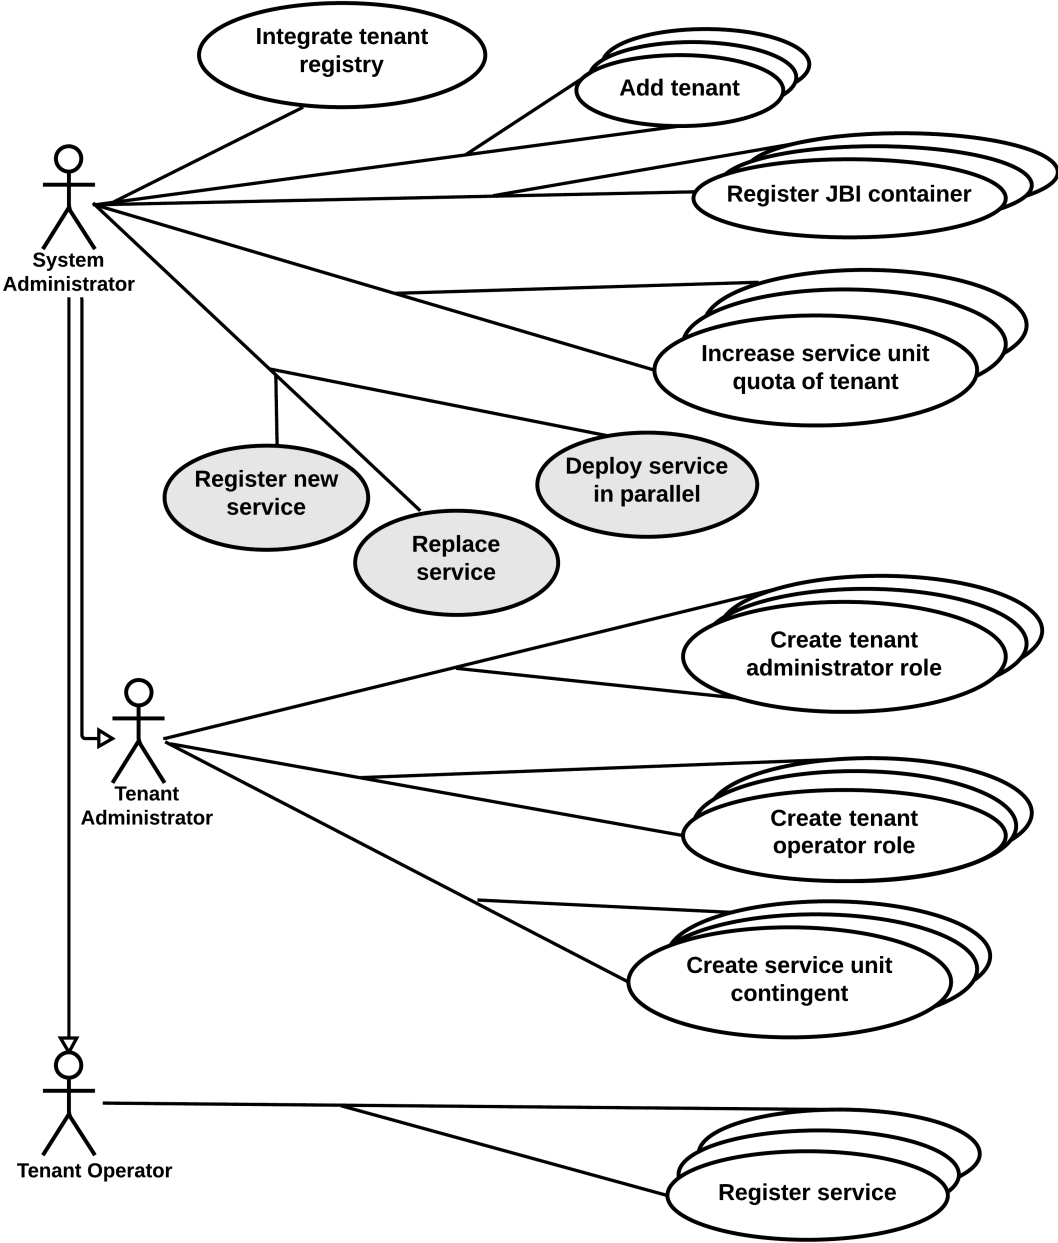 Integrate tenant
registry
Add tenant
Register JBI container
System
Administrator
Increase service unit
quota of tenant
Register new
service
Deploy service
in parallel
Replace
service
Create tenant
administrator role
Tenant
Administrator
Create tenant
operator role
Create service unit
contingent
Tenant Operator
Register service